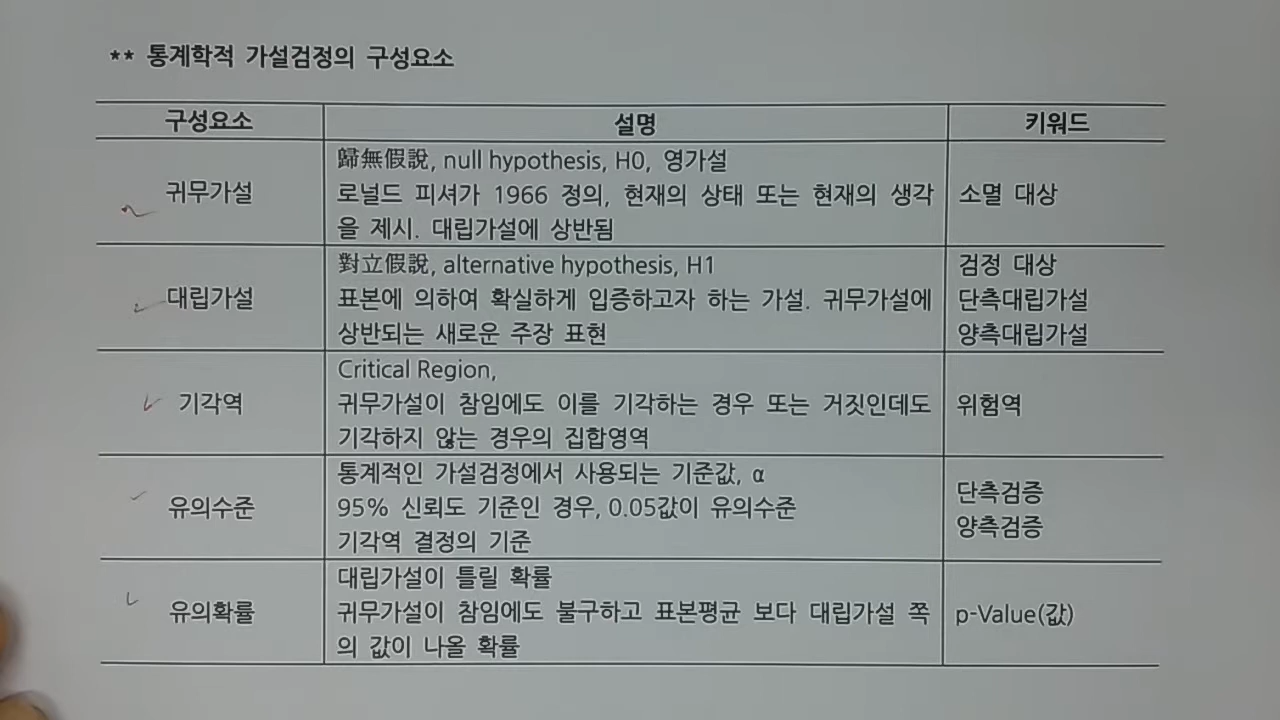 ** 통계학적 가설검정의 구성요소
구성요소 설명 키워드
귀무가설
歸無假說, null hypothesis, H0, 영가설
로널드 피셔가 1966 정의, 현재의 상태 또는 현재의 생각
을 제시. 대립가설에 상반됨
소멸 대상
대립가설
對立假說, alternative hypothesis, H1
표본에 의하여 확실하게 입증하고자 하는 가설. 귀무가설에
상반되는 새로운 주장 표현
검정 대상
단측대립가설
양측대립가설
기각역
Critical Region,
귀무가설이 참임에도 이를 기각하는 경우 또는 거짓인데도
기각하지 않는 경우의 집합영역
위험역
유의수준
통계적인 가설검정에서 사용되는 기준값, α
95% 신뢰도 기준인 경우, 0.05값이 유의수준
기각역 결정의 기준
단측검증
양측검증
유의확률
대립가설이 틀릴 확률
귀무가설이 참임에도 불구하고 표본평균 보다 대립가설 쪽
의 값이 나올 확률
p-Value(값)